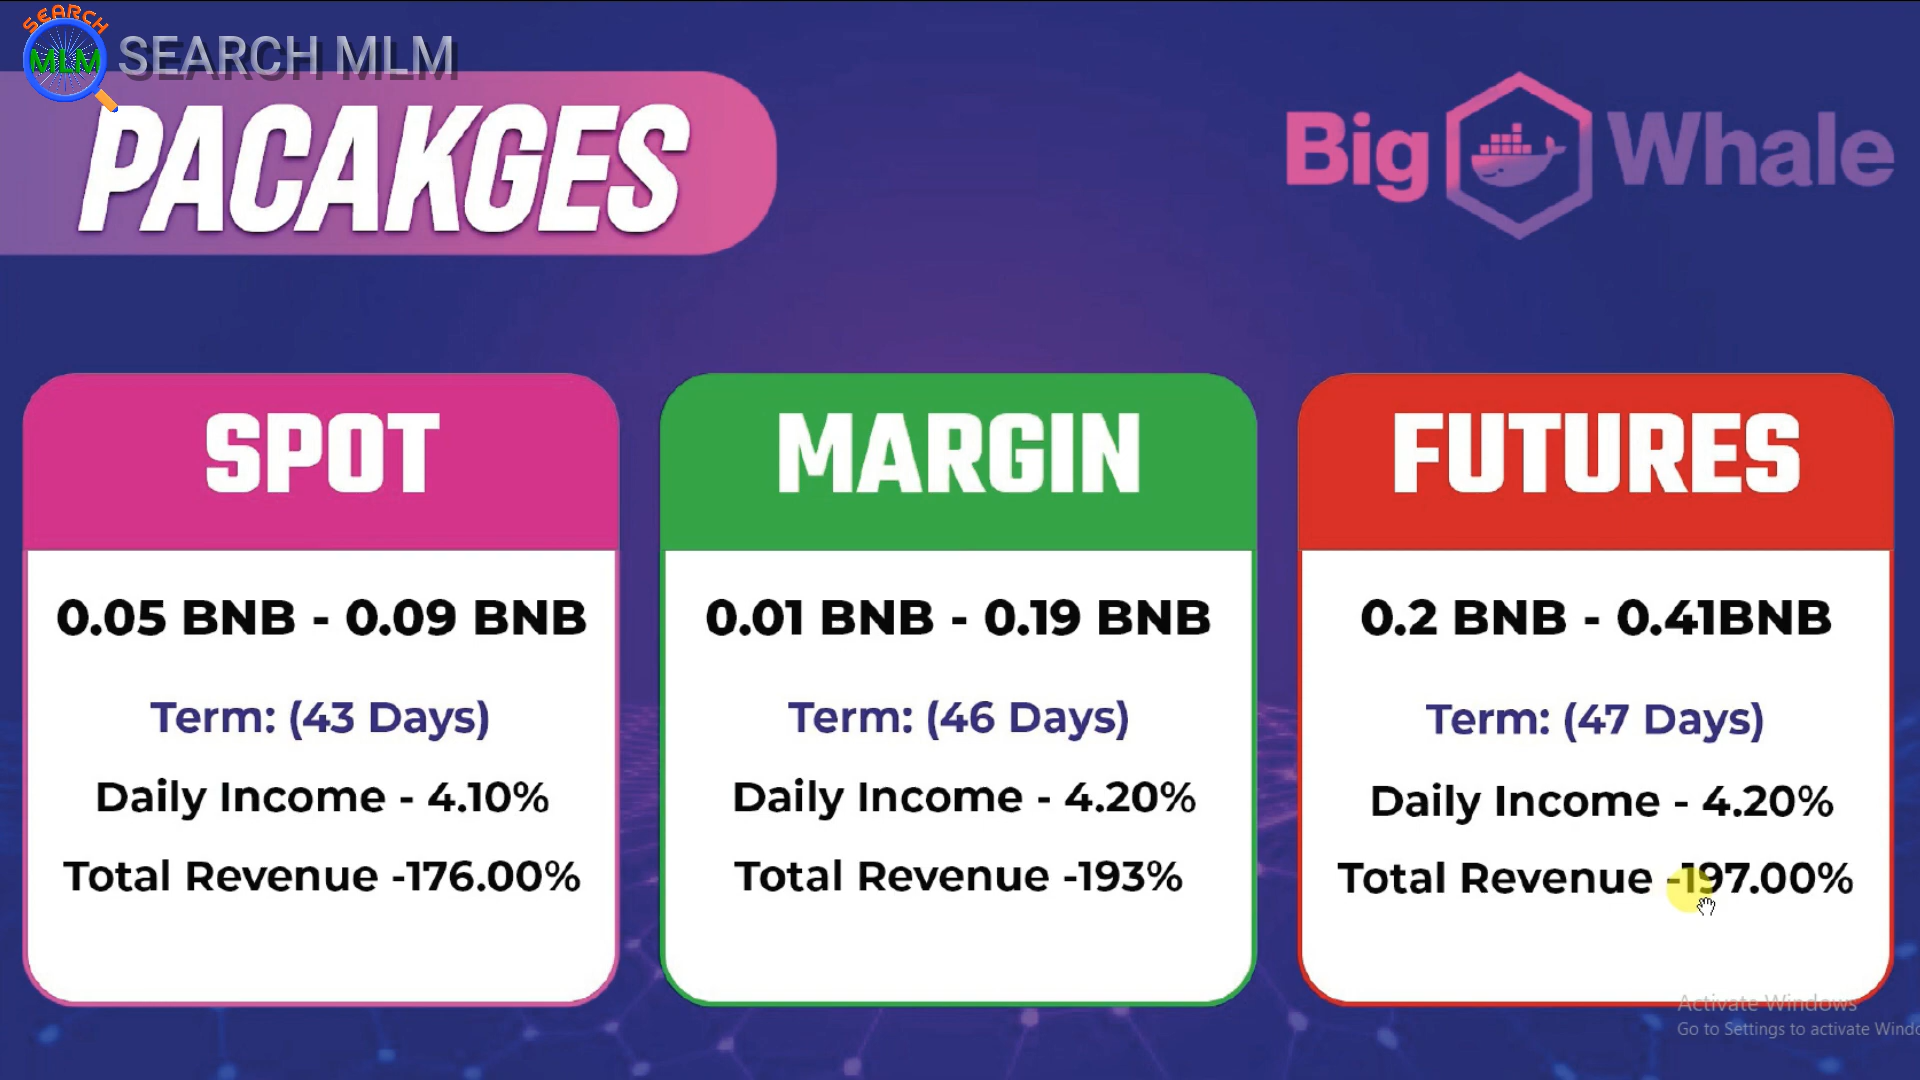 SEARCH
MLM
SEARCH MLM
PACAKGES
Big Whale
SPOT
0.05 BNB - 0.09 BNB
Term: (43 Days)
Daily Income - 4.10%
Total Revenue -176.00%
MARGIN
0.01 BNB - 0.19 BNB
Term: (46 Days)
Daily Income - 4.20%
Total Revenue -193%
FUTURES
0.2 BNB - 0.41BNB
Term: (47 Days)
Daily Income - 4.20%
Total Revenue -197.00%
Activate Windows
Go to Settings to activate Windo